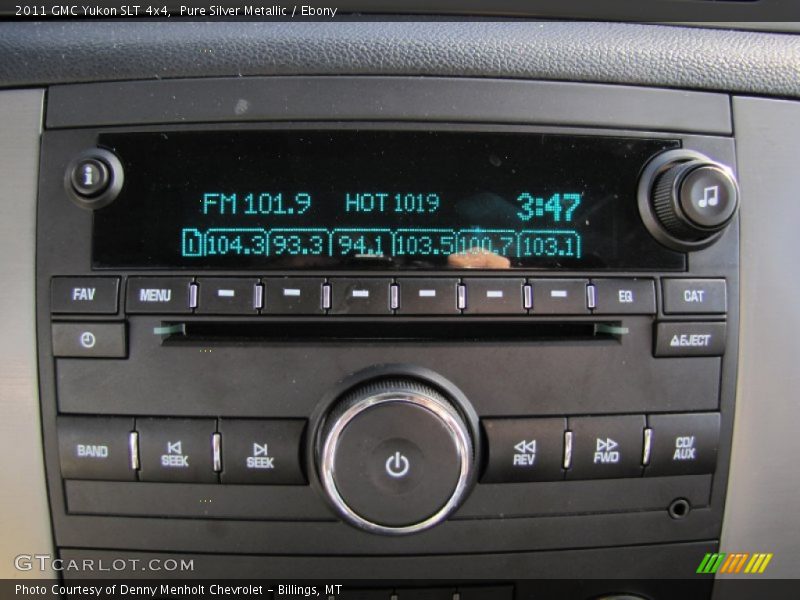 2011 GMC Yukon SLT 4x4, Pure Silver Metallic / Ebony
i
FM 101.9 HOT 1019 3:47
1 104.3 93.3 94.1 103.5 100.7 103.1
FAV MENU EQ CAT
EJECT
BAND SEEK SEEK REV FWD CD/AUX
GTCARLOT.COM
Photo Courtesy of Denny Menholt Chevrolet - Billings, MT